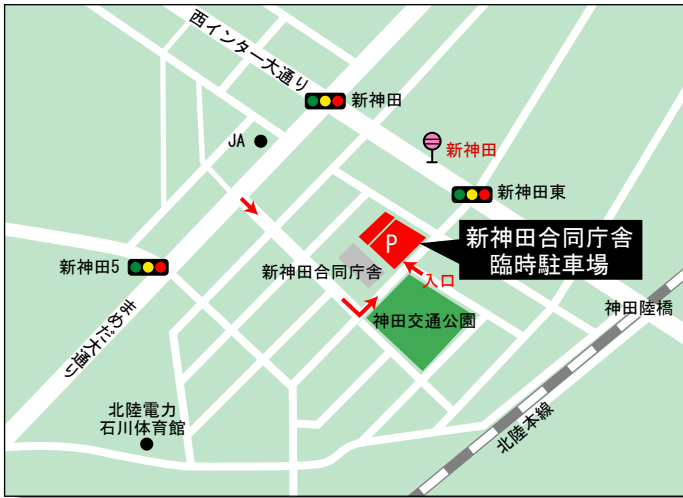 西インター大通り
新神田
JA
新神田
新神田東
P
新神田合同庁舎
臨時駐車場
新神田合同庁舎
新神田5
入口
神田陸橋
神田交通公園
まめだ大通り
北陸電力
石川体育館
北陸本線